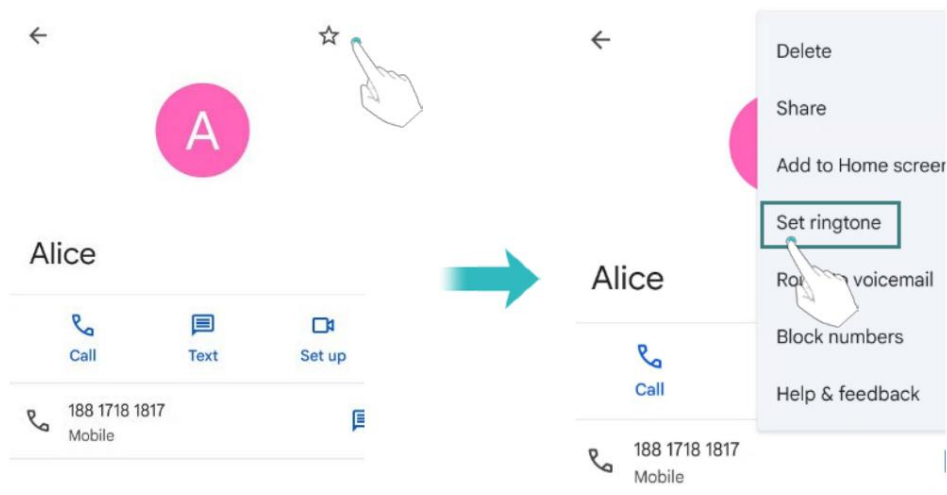 A
Alice
Call
Text
Set up
188 1718 1817
Mobile
Delete
Share
Add to Home screen
Set ringtone
voicemail
Block numbers
Help & feedback
Alice
Call
188 1718 1817
Mobile